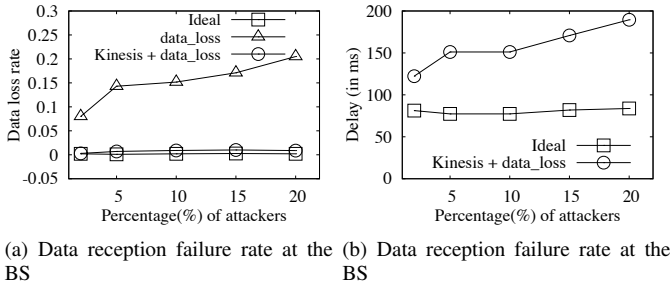 0.3
0.25
0.2
0.15
0.1
0.05
0
-0.05
Data loss rate
Ideal
data_loss
Kinesis + data_loss
5 10 15 20
Percentage(%) of attackers
200
150
100
50
0
Delay (in ms)
Ideal
Kinesis + data_loss
5 10 15 20
Percentage(%) of attackers
(a) Data reception failure rate at the BS
(b) Data reception failure rate at the BS